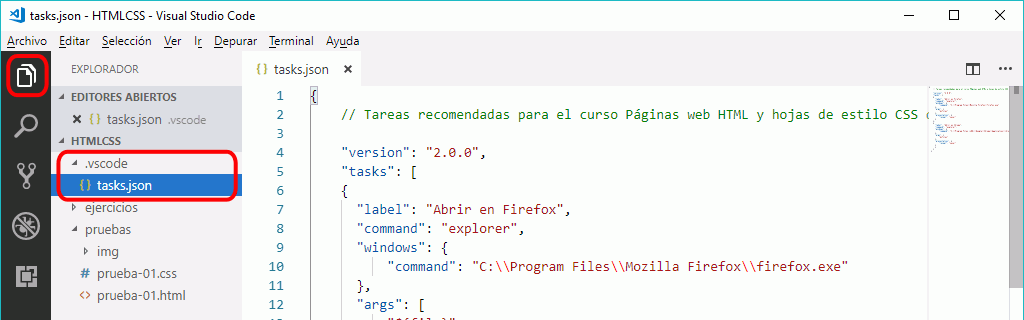 tasks.json - HTMLCSS - Visual Studio Code
Archivo Editar Selección Ver Ir Depurar Terminal Ayuda
EXPLORADOR
EDITORES ABIERTOS
tasks.json .vscode
HTMLCSS
.vscode
{} tasks.json
ejercicios
pruebas
img
# prueba-01.css
<> prueba-01.html
{} tasks.json
1 {
2 // Tareas recomendadas para el curso Páginas web HTML y hojas de estilo CSS
3
4 "version": "2.0.0",
5 "tasks": [
6 {
7 "label": "Abrir en Firefox",
8 "command": "explorer",
9 "windows": {
10 "command": "C:\\Program Files\\Mozilla Firefox\\firefox.exe"
11 },
12 "args": [